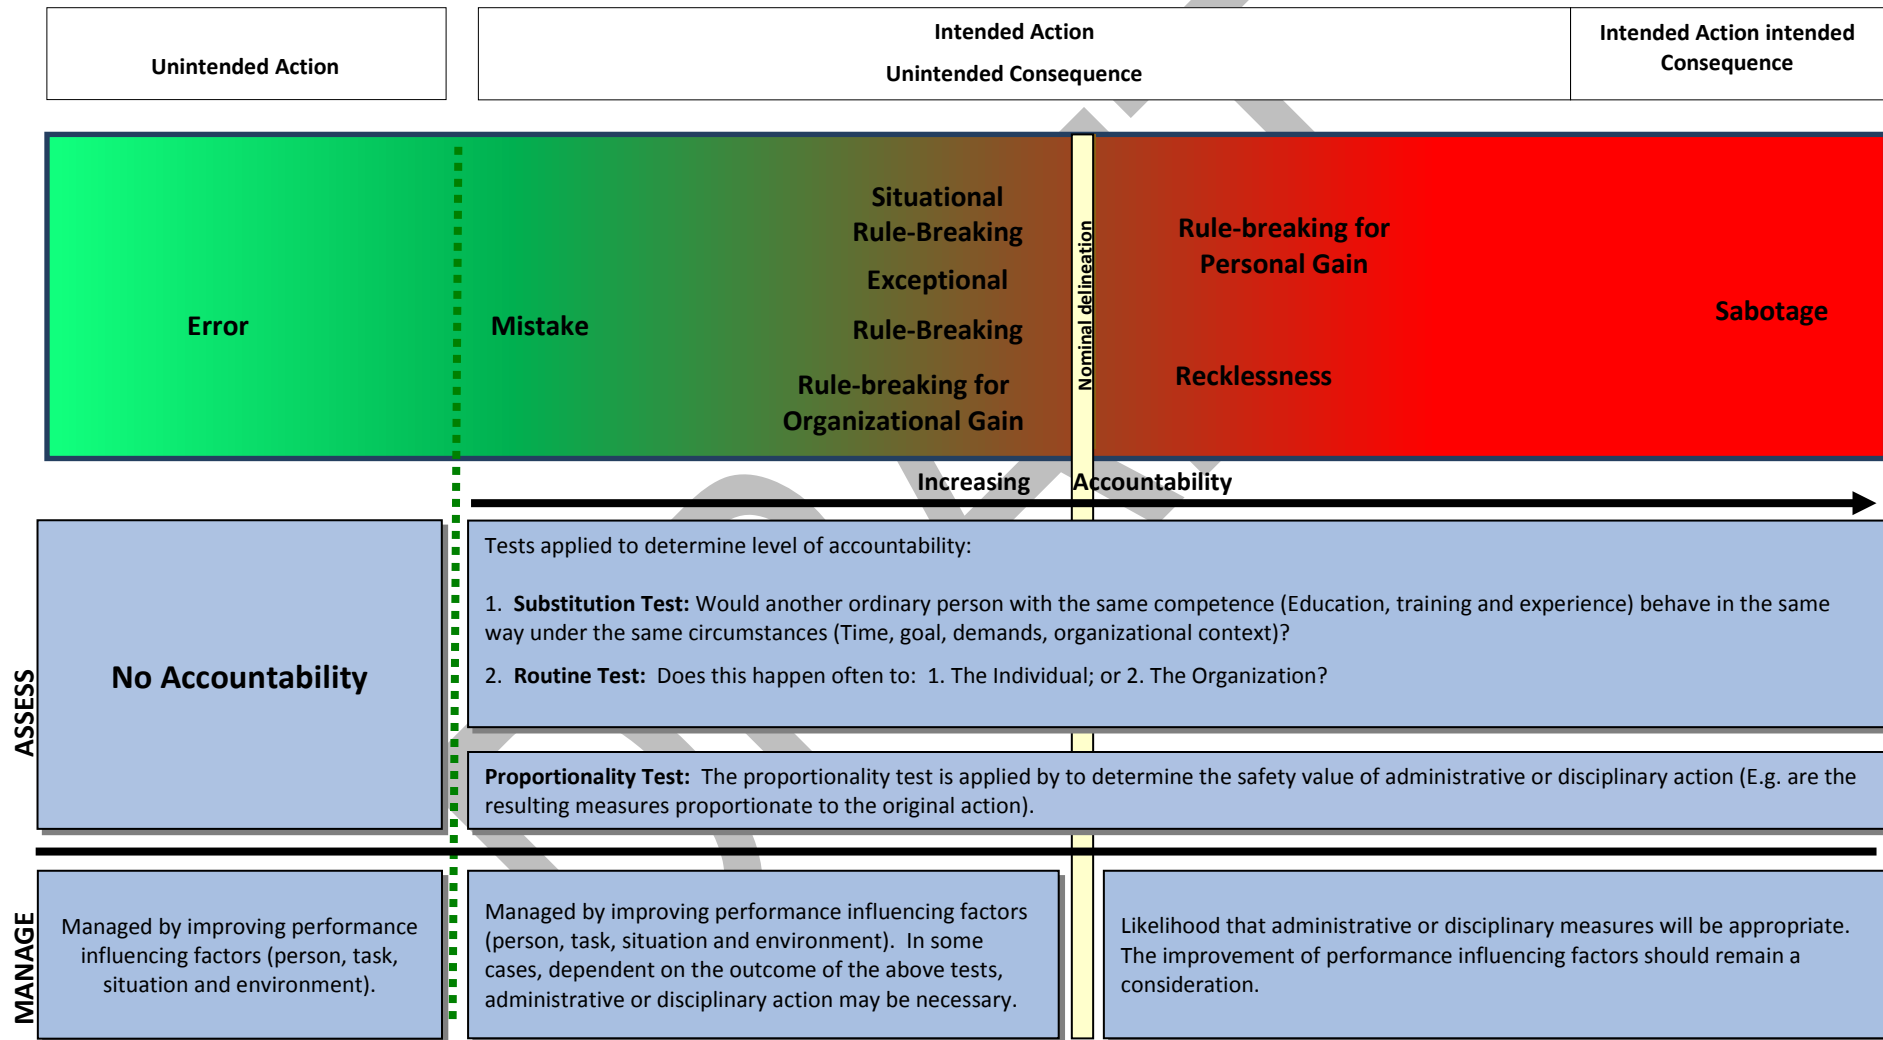 Unintended Action
Intended Action
Unintended Consequence
Intended Action intended
Consequence
Error
Mistake
Situational
Rule-Breaking
Exceptional
Rule-Breaking
Rule-breaking for
Organizational Gain
Nominal delineation
Rule-breaking for
Personal Gain
Recklessness
Sabotage
Increasing Accountability
ASSESS
No Accountability
Tests applied to determine level of accountability:
1. Substitution Test: Would another ordinary person with the same competence (Education, training and experience) behave in the same
way under the same circumstances (Time, goal, demands, organizational context)?
2. Routine Test: Does this happen often to: 1. The Individual; or 2. The Organization?
Proportionality Test: The proportionality test is applied by to determine the safety value of administrative or disciplinary action (E.g. are the
resulting measures proportionate to the original action).
MANAGE
Managed by improving performance
influencing factors (person, task,
situation and environment).
Managed by improving performance influencing factors
(person, task, situation and environment). In some
cases, dependent on the outcome of the above tests,
administrative or disciplinary action may be necessary.
Likelihood that administrative or disciplinary measures will be appropriate.
The improvement of performance influencing factors should remain a
consideration.